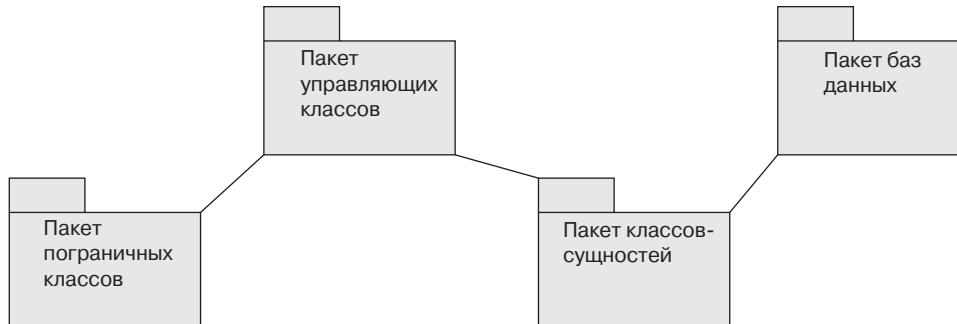 Пакет
управляющих
классов
Пакет баз
данных
Пакет
пограничных
классов
Пакет классов-
сущностей